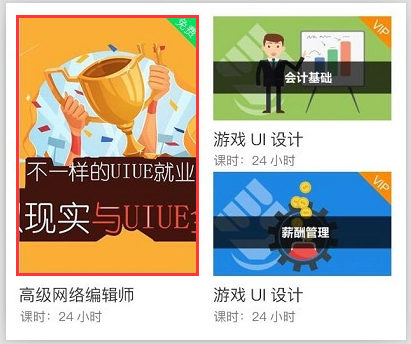 免费
不一样的UIUE就业
现实与UIUE
高级网络编辑师
课时：24 小时
VIP
会计基础
游戏 UI 设计
课时：24 小时
VIP
薪酬管理
游戏 UI 设计
课时：24 小时